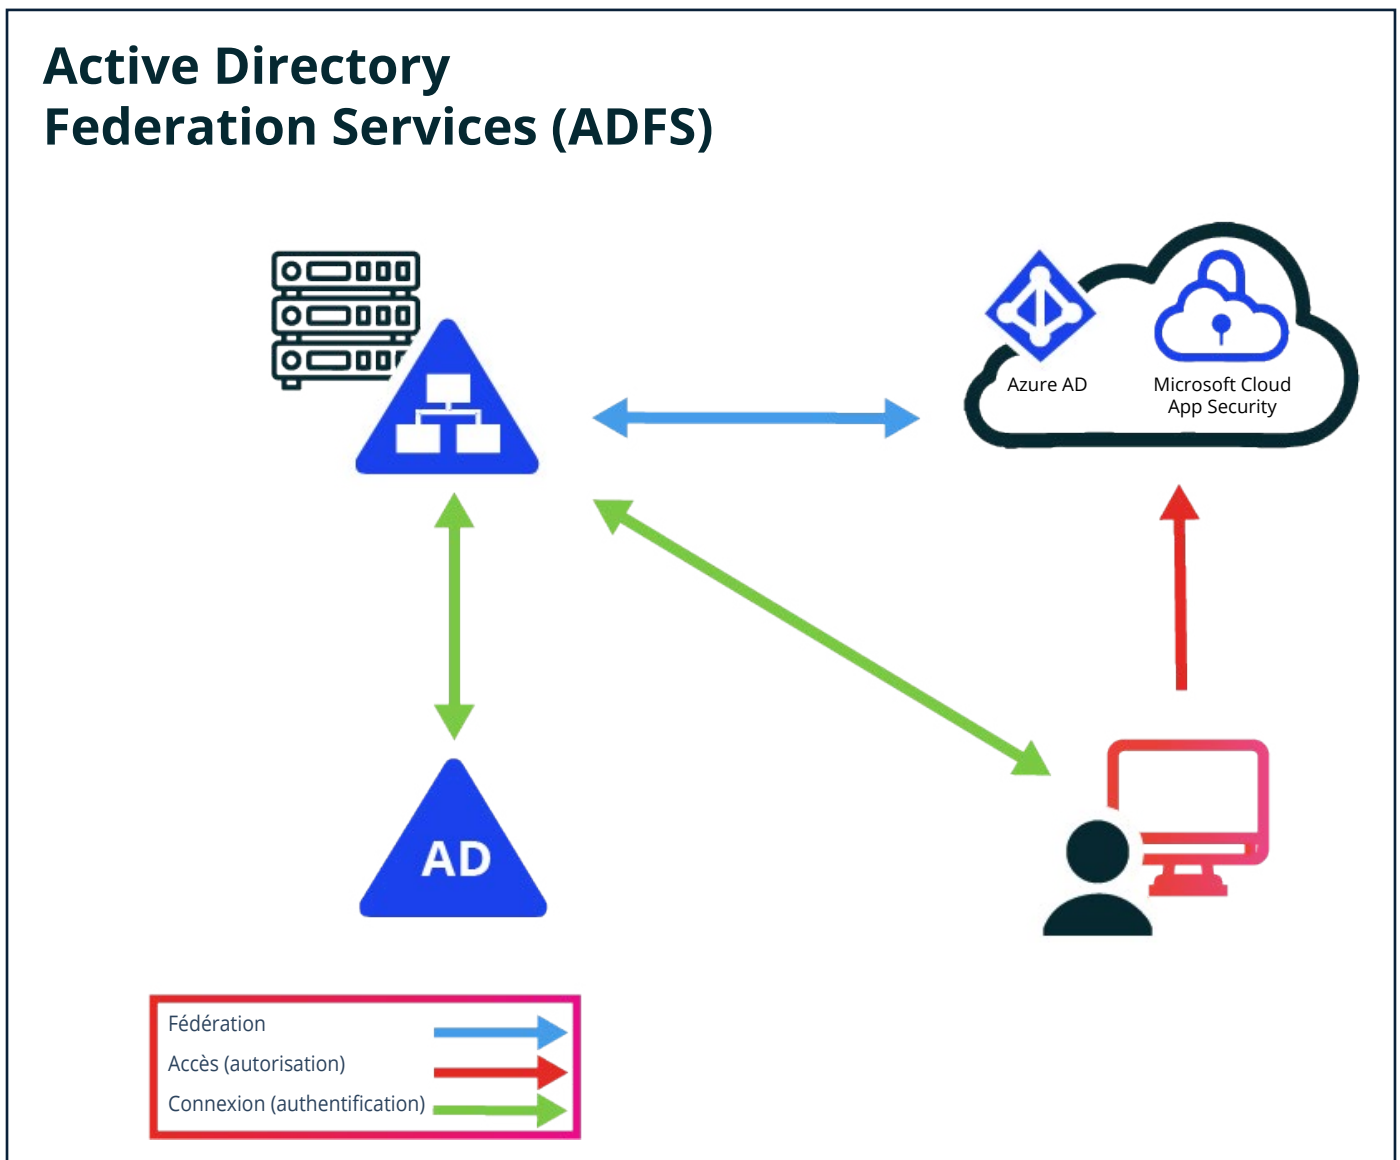 Active Directory
Federation Services (ADFS)
Azure AD
Microsoft Cloud
App Security
AD
Fédération
Accès (autorisation)
Connexion (authentification)